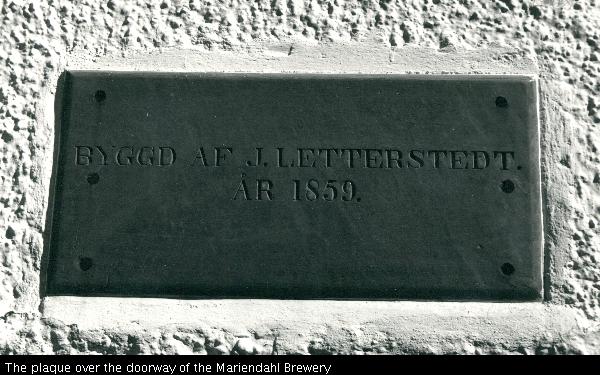 BYGGD AF J. LETTERSTEDT.
ÅR 1859.
The plaque over the doorway of the Mariendahl Brewery